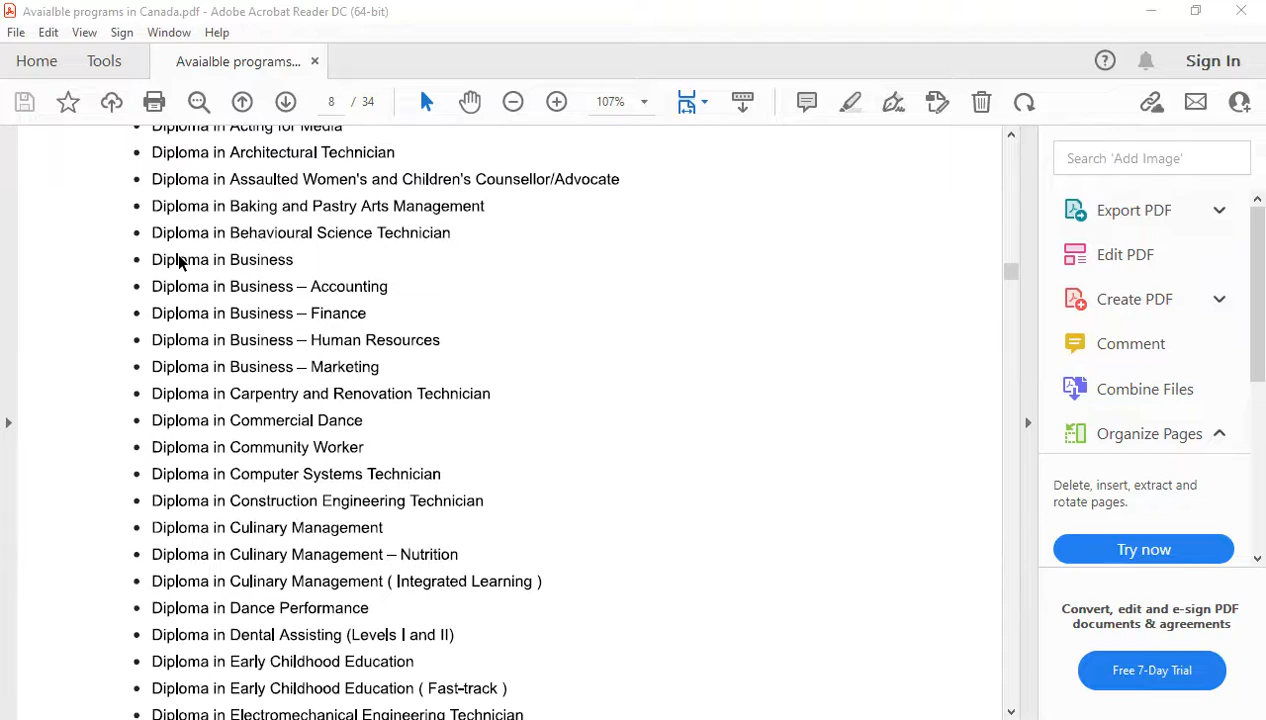 Avaialble programs in Canada.pdf - Adobe Acrobat Reader DC (64-bit)
File Edit View Sign Window Help
Home Tools Avaialble programs... × Sign In
8 / 34 107%
Diploma in Acting for Media
• Diploma in Architectural Technician
• Diploma in Assaulted Women's and Children's Counsellor/Advocate
• Diploma in Baking and Pastry Arts Management
• Diploma in Behavioural Science Technician
• Diploma in Business
• Diploma in Business – Accounting
• Diploma in Business – Finance
• Diploma in Business – Human Resources
• Diploma in Business – Marketing
• Diploma in Carpentry and Renovation Technician
• Diploma in Commercial Dance
• Diploma in Community Worker
• Diploma in Computer Systems Technician
• Diploma in Construction Engineering Technician
• Diploma in Culinary Management
• Diploma in Culinary Management – Nutrition
• Diploma in Culinary Management ( Integrated Learning )
• Diploma in Dance Performance
• Diploma in Dental Assisting (Levels I and II)
• Diploma in Early Childhood Education
• Diploma in Early Childhood Education ( Fast-track )
Diploma in Electromechanical Engineering Technician
Search 'Add Image'
Export PDF
Edit PDF
Create PDF
Comment
Combine Files
Organize Pages
Delete, insert, extract and
rotate pages.
Try now
Convert, edit and e-sign PDF
documents & agreements
Free 7-Day Trial